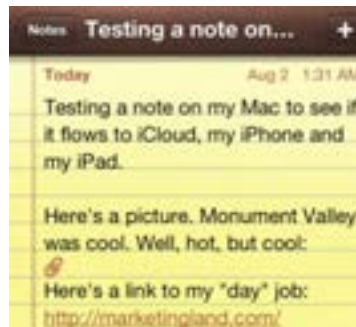 Notes Testing a note on... +
Today Aug 2 1:31 AM
Testing a note on my Mac to see if
it flows to iCloud, my iPhone and
my iPad.
Here's a picture. Monument Valley
was cool. Well, hot, but cool:
Here's a link to my "day" job:
http://marketingland.com/